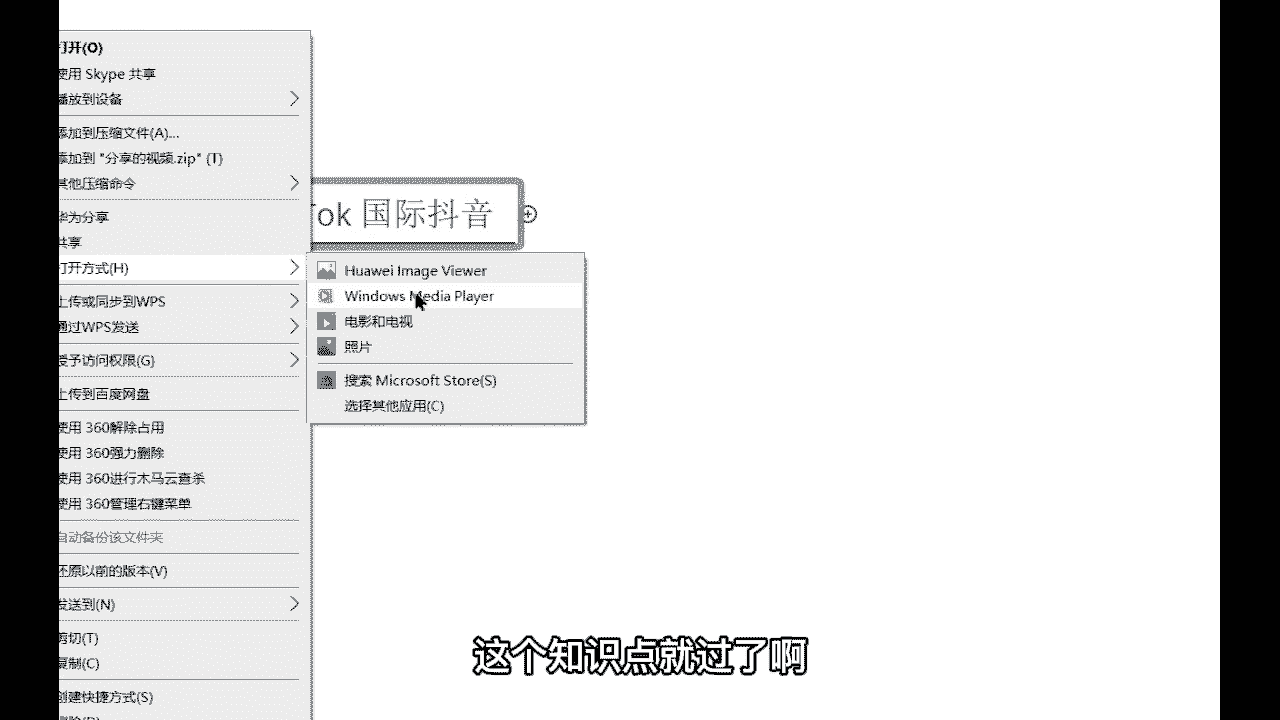 打开(O)
使用 Skype 共享
播放到设备
添加到压缩文件(A)...
添加到 "分享的视频.zip" (T)
其他压缩命令
华为分享
共享
打开方式(H)
上传或同步到WPS
通过WPS发送
授予访问权限(G)
上传到百度网盘
使用 360解除占用
使用 360强力删除
使用 360进行木马云查杀
使用 360管理右键菜单
自动备份该文件夹
还原以前的版本(V)
发送到(N)
剪切(T)
复制(C)
创建快捷方式(S)
删除(D)
Tok 国际抖音
Huawei Image Viewer
Windows Media Player
电影和电视
照片
搜索 Microsoft Store(S)
选择其他应用(C)
这个知识点就过了啊